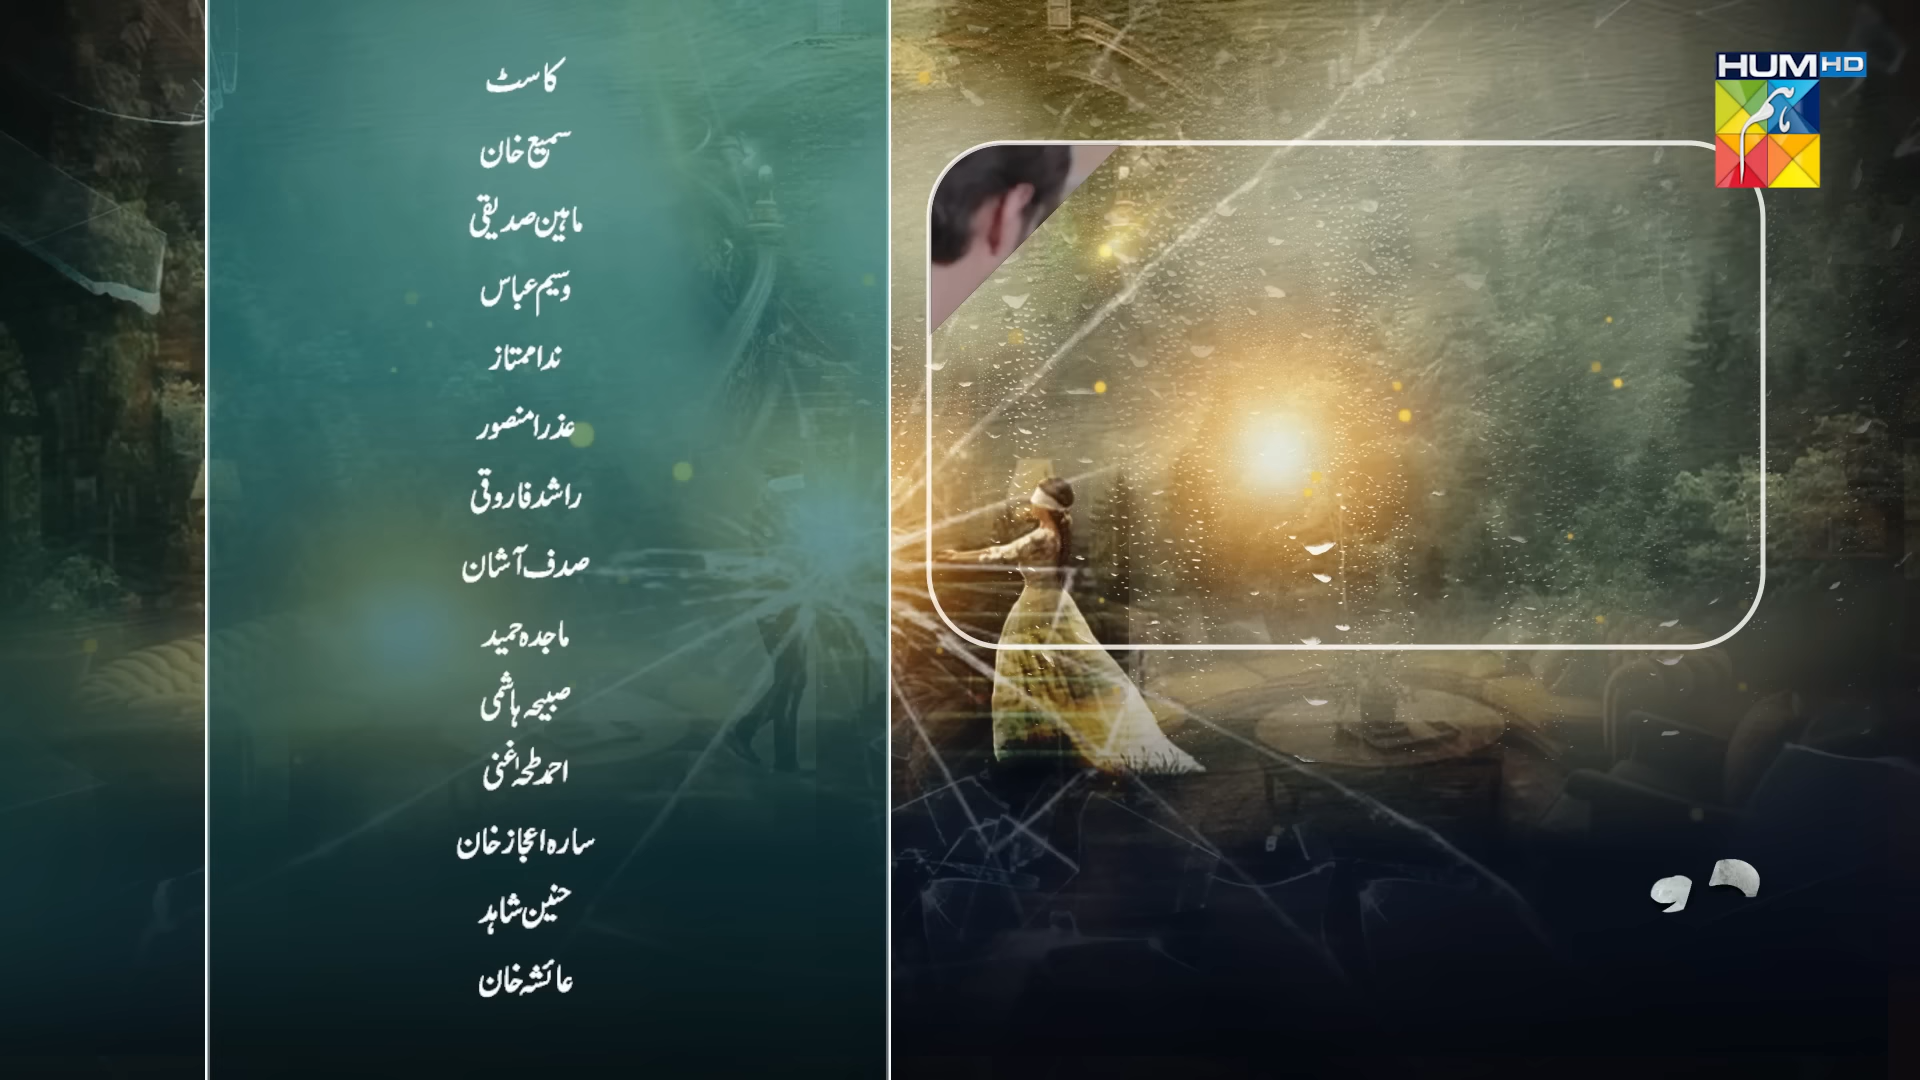 کاسٹ
سمیع خان
ماہین صدیقی
وسیم عباس
ندا ممتاز
عذرا منصور
راشد فاروقی
صدف آشان
ماجدہ حمید
صبیحہ ہاشمی
احمد طحہٰ غنی
سارہ اعجاز خان
حنین شاہد
عائشہ خان
HUM HD
ہم